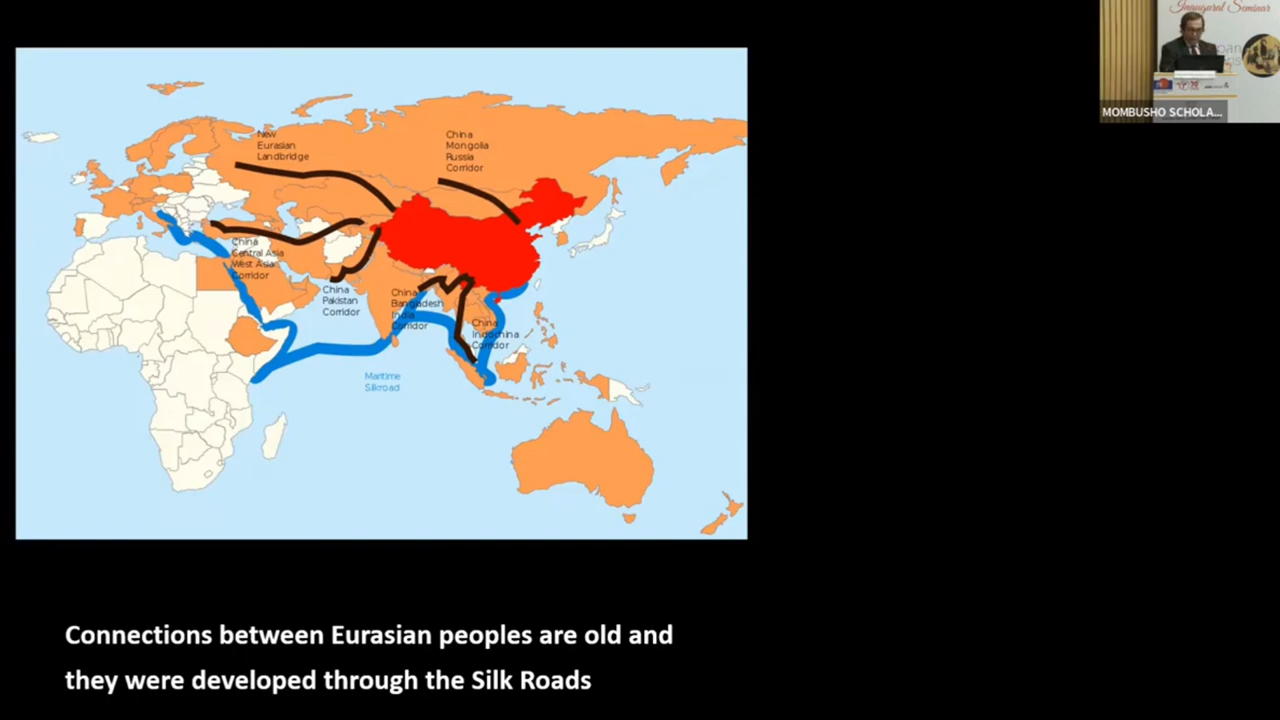 Inaugural Seminar
MOMBUSHO SCHOLA...
New
Eurasian
Landbridge
China
Mongolia
Russia
Corridor
China
Central Asia
West Asia
Corridor
China
Pakistan
Corridor
China
Bangladesh
India
Corridor
China
Indochina
Corridor
Maritime
Silkroad
Connections between Eurasian peoples are old and
they were developed through the Silk Roads